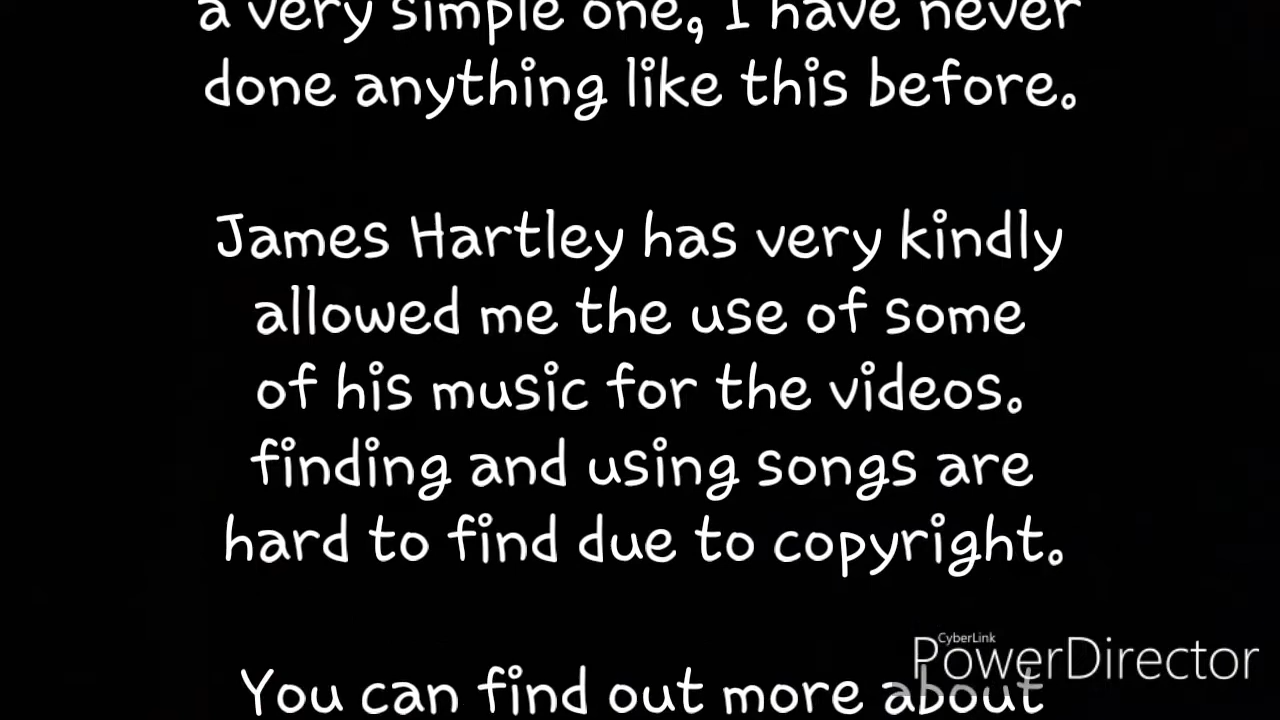 a very simple one, I have never
done anything like this before.
James Hartley has very kindly
allowed me the use of some
of his music for the videos.
finding and using songs are
hard to find due to copyright.
CyberLink
PowerDirector
You can find out more about